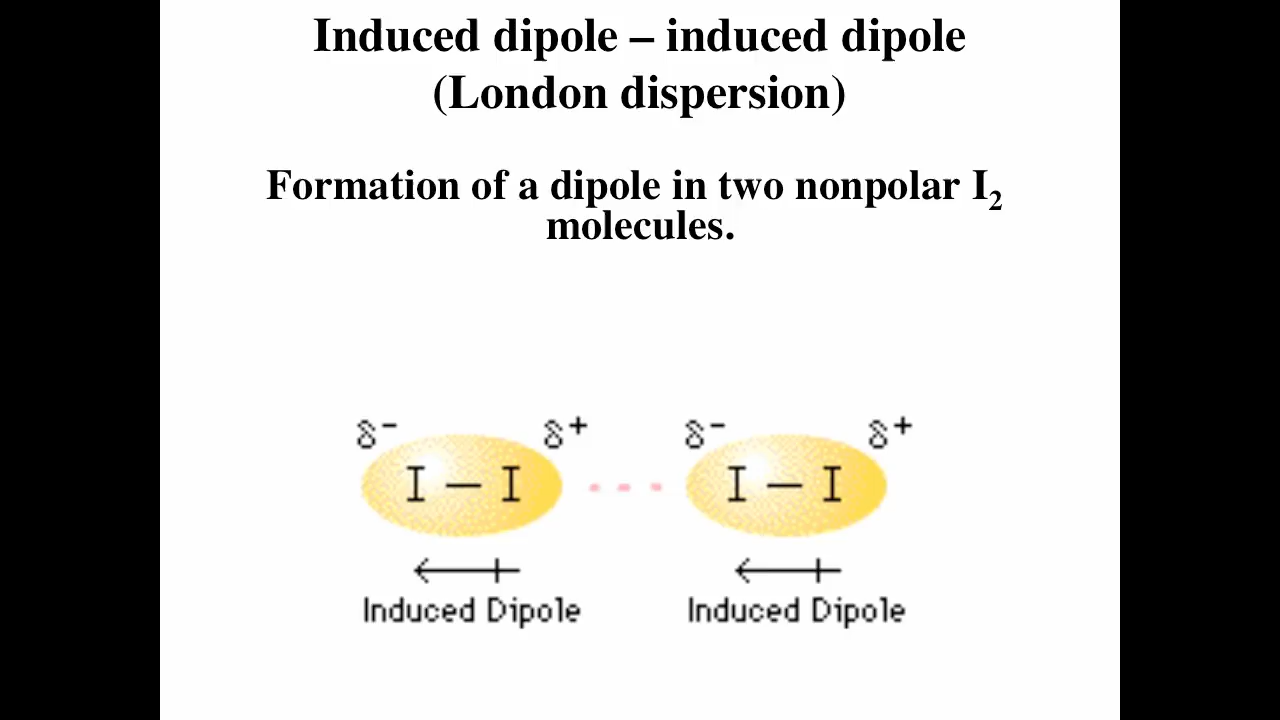 Induced dipole – induced dipole
(London dispersion)
Formation of a dipole in two nonpolar I₂
molecules.
δ⁻ δ⁺ δ⁻ δ⁺
I — I I — I
Induced Dipole Induced Dipole